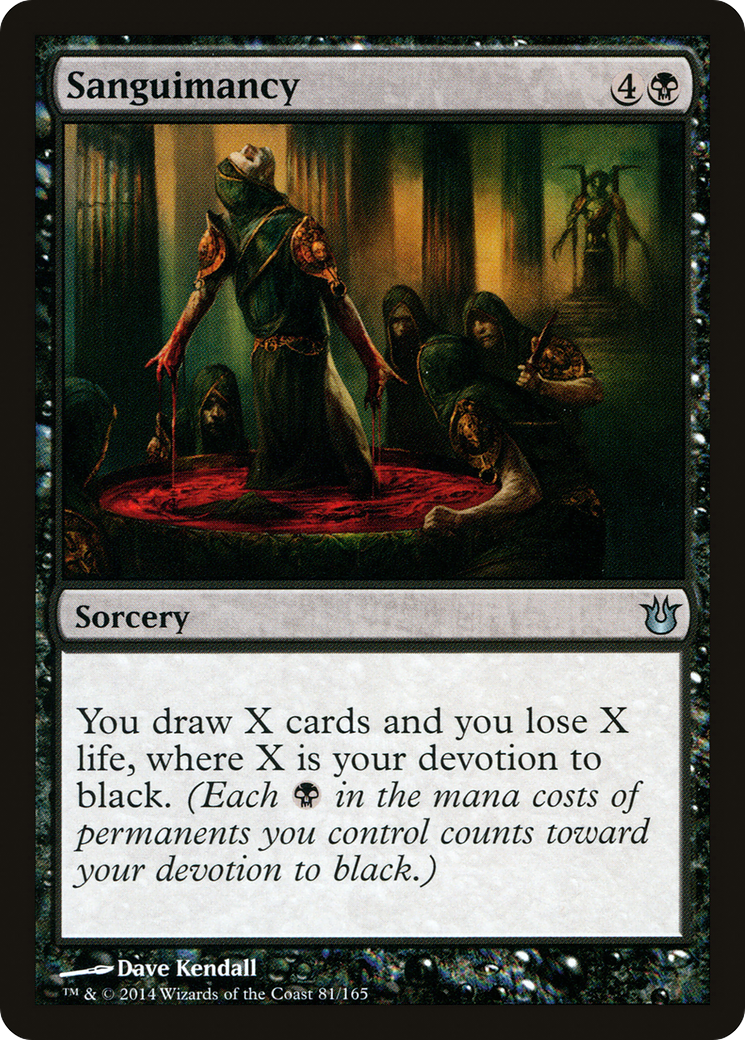 Sanguimancy 4
Sorcery
You draw X cards and you lose X
life, where X is your devotion to
black. (Each in the mana costs of
permanents you control counts toward
your devotion to black.)
Dave Kendall
™ & © 2014 Wizards of the Coast 81/165